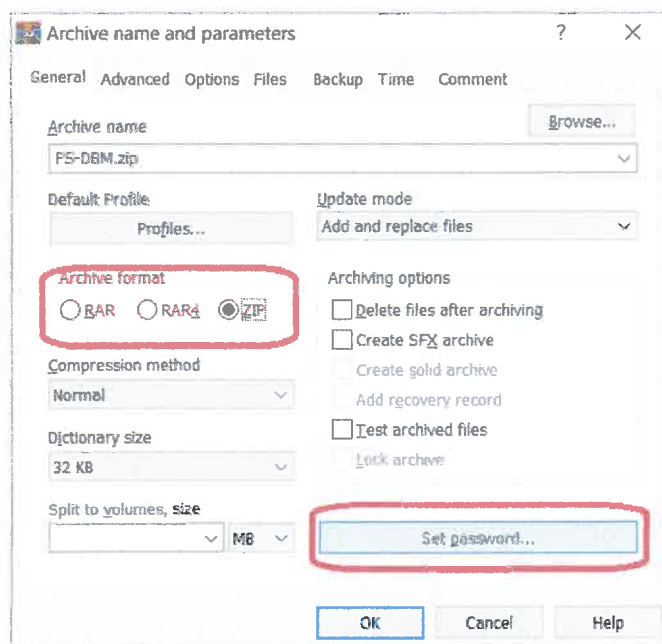 Archive name and parameters ? X
General Advanced Options Files Backup Time Comment
Archive name
Browse...
FS-DBM.zip
Default Profile
Profiles...
Update mode
Add and replace files
Archive format
RAR RAR4 ZIP
Archiving options
Delete files after archiving
Create SFX archive
Create solid archive
Add recovery record
Test archived files
Lock archive
Compression method
Normal
Dictionary size
32 KB
Split to volumes, size
MB
Set password...
OK Cancel Help